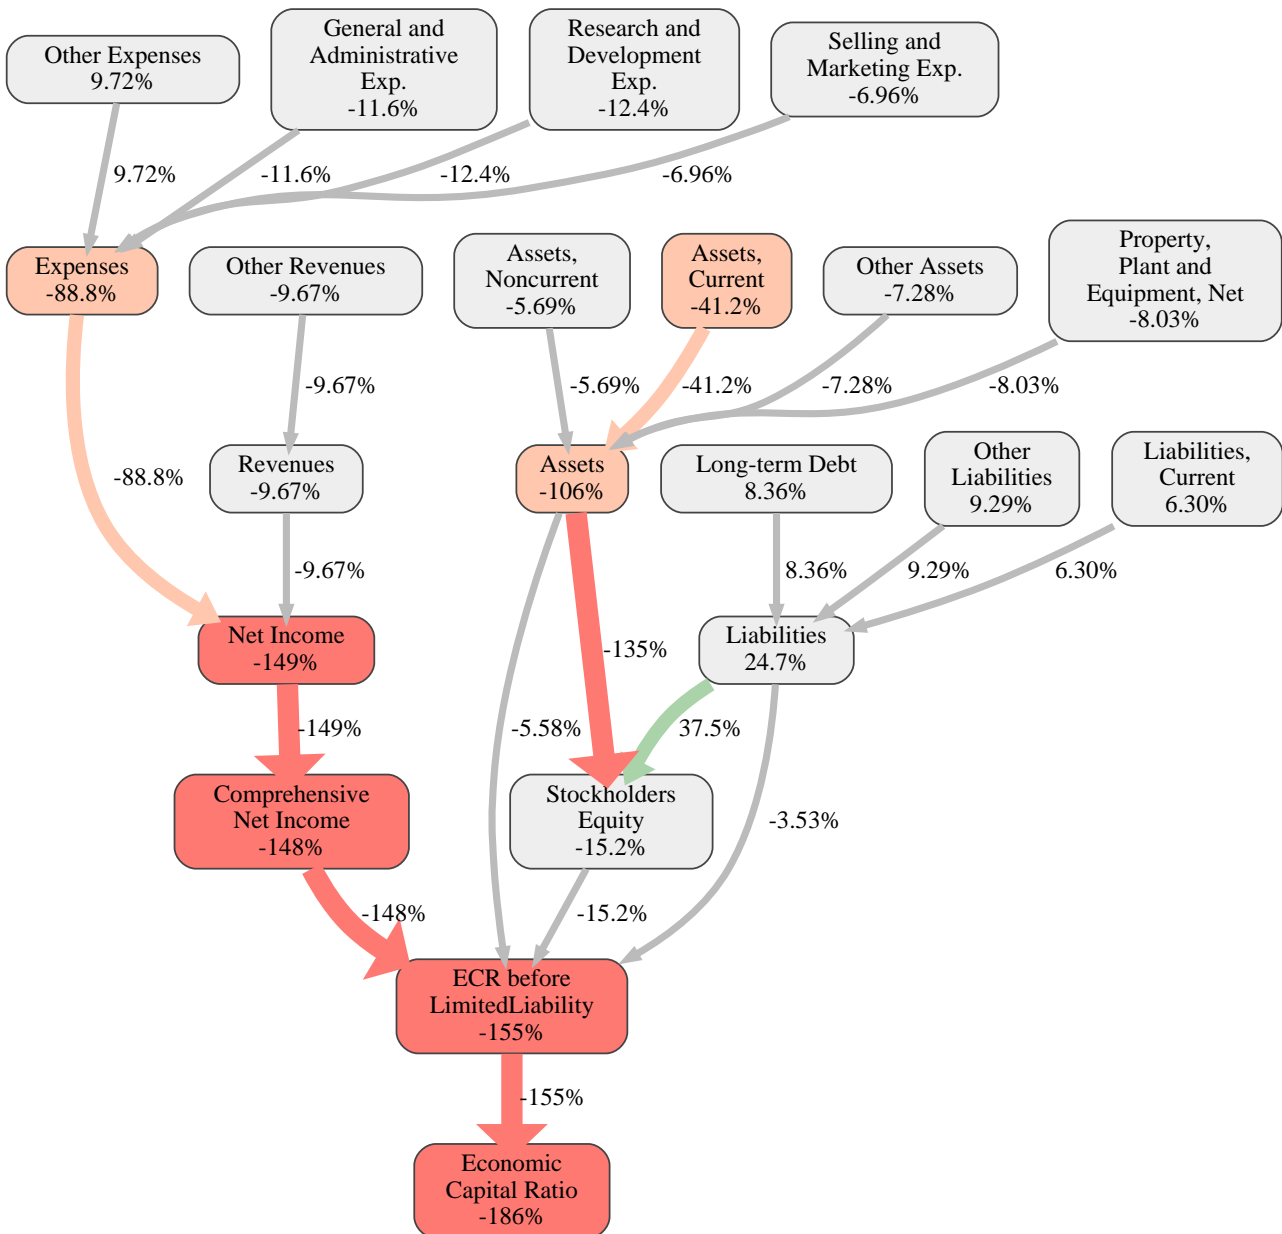 Other Expenses
9.72%
General and
Administrative
Exp.
-11.6%
Research and
Development
Exp.
-12.4%
Selling and
Marketing Exp.
-6.96%
9.72%
-11.6%
-12.4%
-6.96%
Expenses
-88.8%
Other Revenues
-9.67%
Assets,
Noncurrent
-5.69%
Assets,
Current
-41.2%
Other Assets
-7.28%
Property,
Plant and
Equipment, Net
-8.03%
-9.67%
-5.69%
-41.2%
-7.28%
-8.03%
-88.8%
Revenues
-9.67%
Assets
-106%
Long-term Debt
8.36%
Other
Liabilities
9.29%
Liabilities,
Current
6.30%
-9.67%
8.36%
9.29%
6.30%
Net Income
-149%
-135%
Liabilities
24.7%
-149%
-5.58%
37.5%
Comprehensive
Net Income
-148%
Stockholders
Equity
-15.2%
-3.53%
-148%
-15.2%
ECR before
LimitedLiability
-155%
-155%
Economic
Capital Ratio
-186%